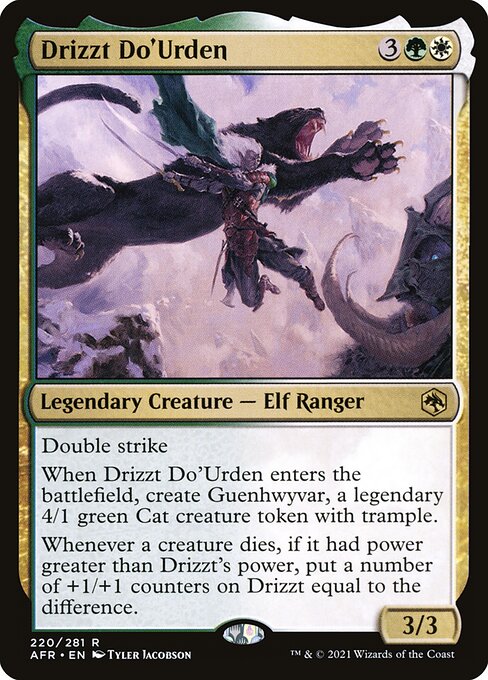 Drizzt Do'Urden 3
Legendary Creature — Elf Ranger
Double strike
When Drizzt Do'Urden enters the
battlefield, create Guenhwyvar, a legendary
4/1 green Cat creature token with trample.
Whenever a creature dies, if it had power
greater than Drizzt's power, put a number
of +1/+1 counters on Drizzt equal to the
difference.
3/3
220/281 R
AFR • EN Tyler Jacobson
™ & © 2021 Wizards of the Coast